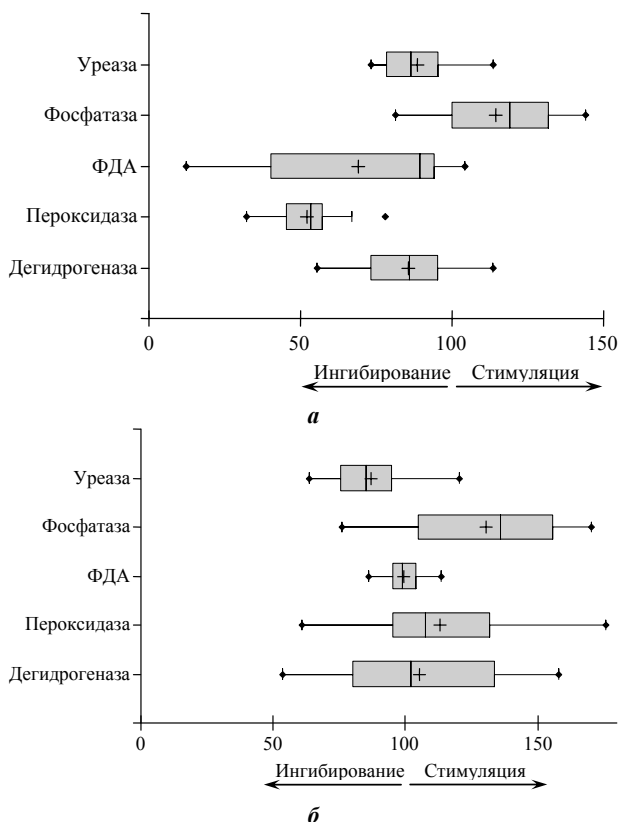 Уреаза
Фосфатаза
ФДА
Пероксидаза
Дегидрогеназа
0 50 100 150
Ингибирование Стимуляция
а
Уреаза
Фосфатаза
ФДА
Пероксидаза
Дегидрогеназа
0 50 100 150
Ингибирование Стимуляция
б